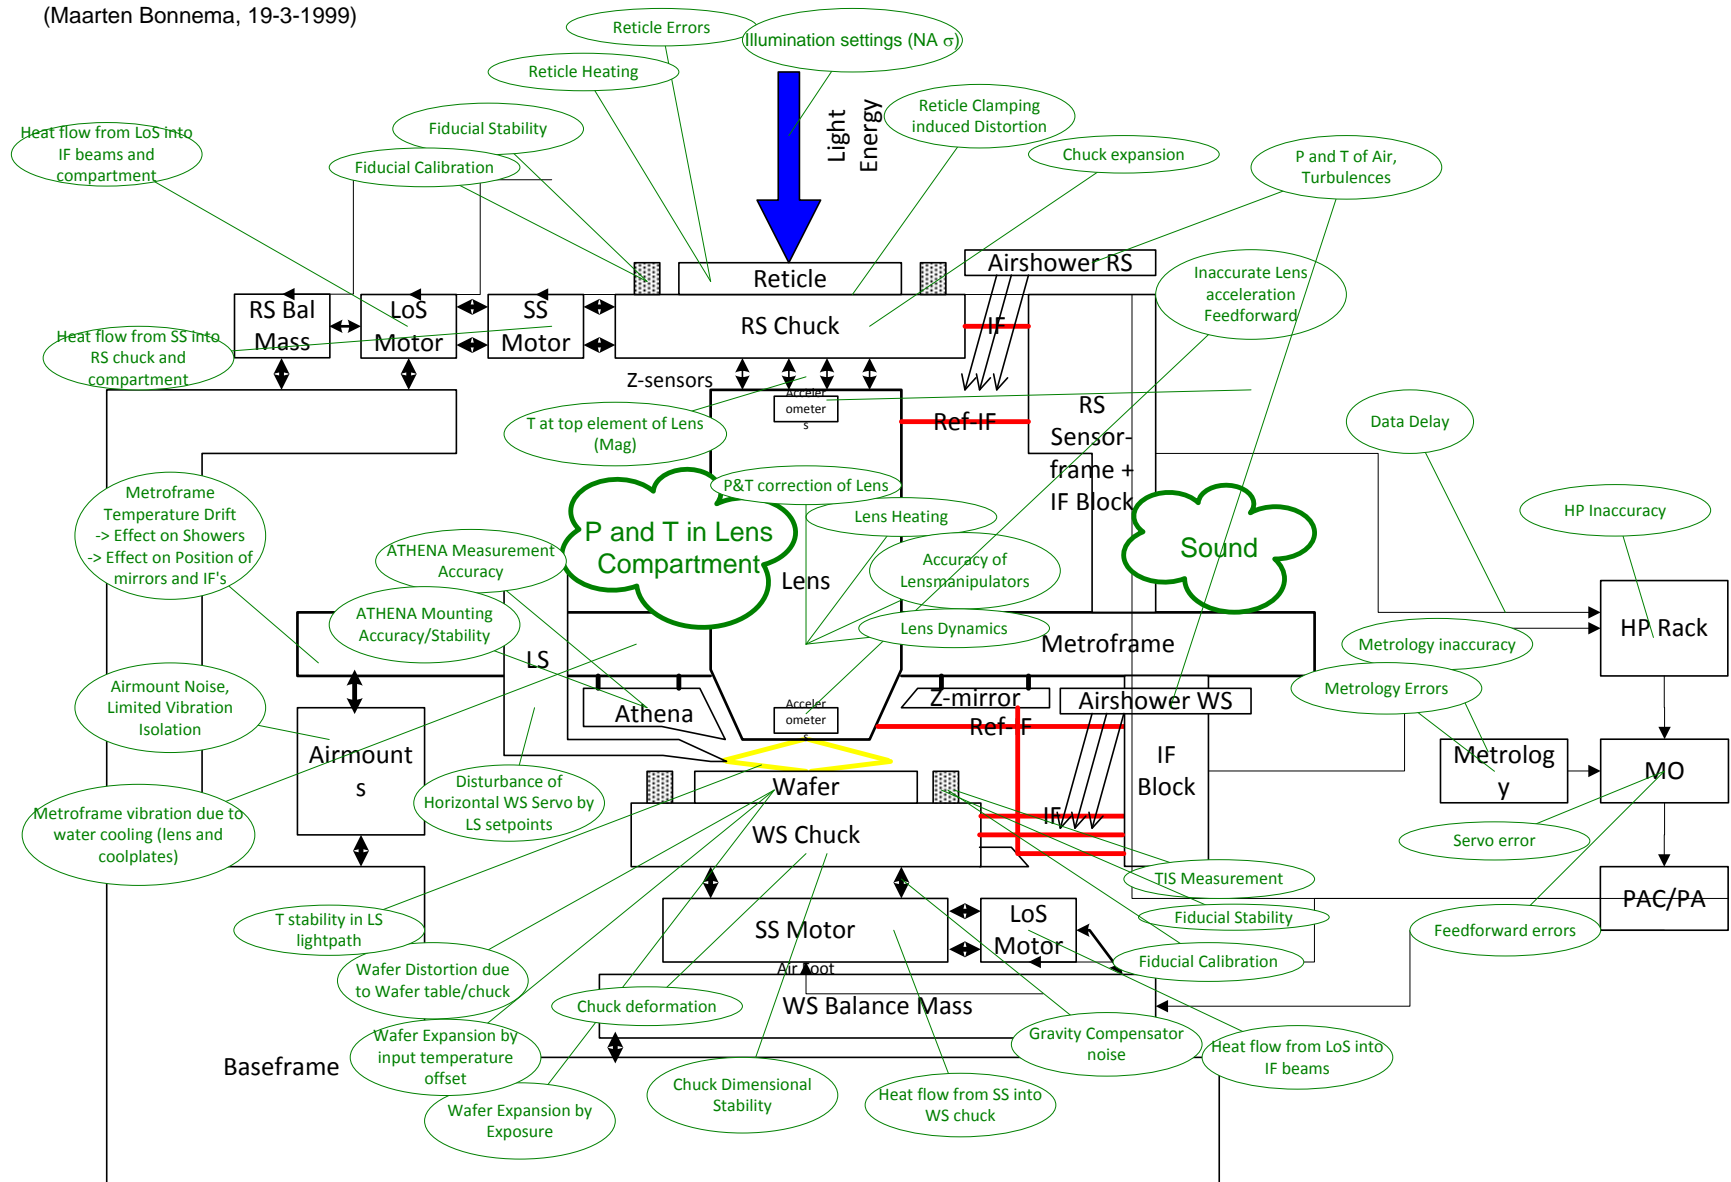 (Maarten Bonnema, 19-3-1999)
Reticle Errors
Illumination settings (NA σ)
Reticle Heating
Light
Energy
Reticle Clamping
induced Distortion
Heat flow from LoS into
IF beams and
compartment
Fiducial Stability
Fiducial Calibration
Chuck expansion
P and T of Air,
Turbulences
Airshower RS
Reticle
Inaccurate Lens
acceleration
Feedforward
RS Bal
Mass
LoS
Motor
SS
Motor
RS Chuck
IF
Heat flow from SS into
RS chuck and
compartment
Z-sensors
Acceler
ometer
s
RS
Sensor-
frame +
IF Block
Ref-IF
T at top element of Lens
(Mag)
Data Delay
P&T correction of Lens
Metroframe
Temperature Drift
-> Effect on Showers
-> Effect on Position of
mirrors and IF's
Lens Heating
HP Inaccuracy
P and T in Lens
Compartment
Sound
ATHENA Measurement
Accuracy
Accuracy of
Lensmanipulators
Lens
ATHENA Mounting
Accuracy/Stability
Lens Dynamics
HP Rack
Metroframe
Metrology inaccuracy
LS
Metrology Errors
Airmount Noise,
Limited Vibration
Isolation
Athena
Acceler
ometer
s
Z-mirror
Airshower WS
Ref-IF
Airmount
s
Metrolog
y
MO
IF
Block
Disturbance of
Horizontal WS Servo by
LS setpoints
Wafer
Metroframe vibration due to
water cooling (lens and
coolplates)
WS Chuck
IF
Servo error
TIS Measurement
PAC/PA
Fiducial Stability
T stability in LS
lightpath
SS Motor
LoS
Motor
Feedforward errors
Fiducial Calibration
Wafer Distortion due
to Wafer table/chuck
Air Foot
Chuck deformation
WS Balance Mass
Wafer Expansion by
input temperature
offset
Gravity Compensator
noise
Heat flow from LoS into
IF beams
Baseframe
Chuck Dimensional
Stability
Heat flow from SS into
WS chuck
Wafer Expansion by
Exposure